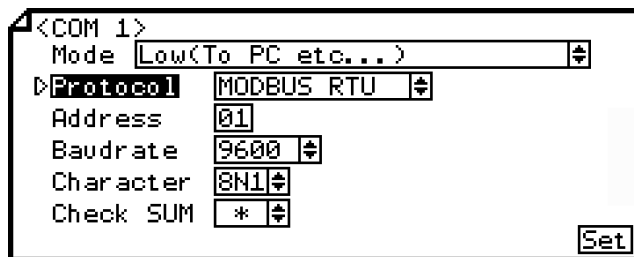 <COM 1>
Mode Low(To PC etc...)
Protocol MODBUS RTU
Address 01
Baudrate 9600
Character 8N1
Check SUM *
Set